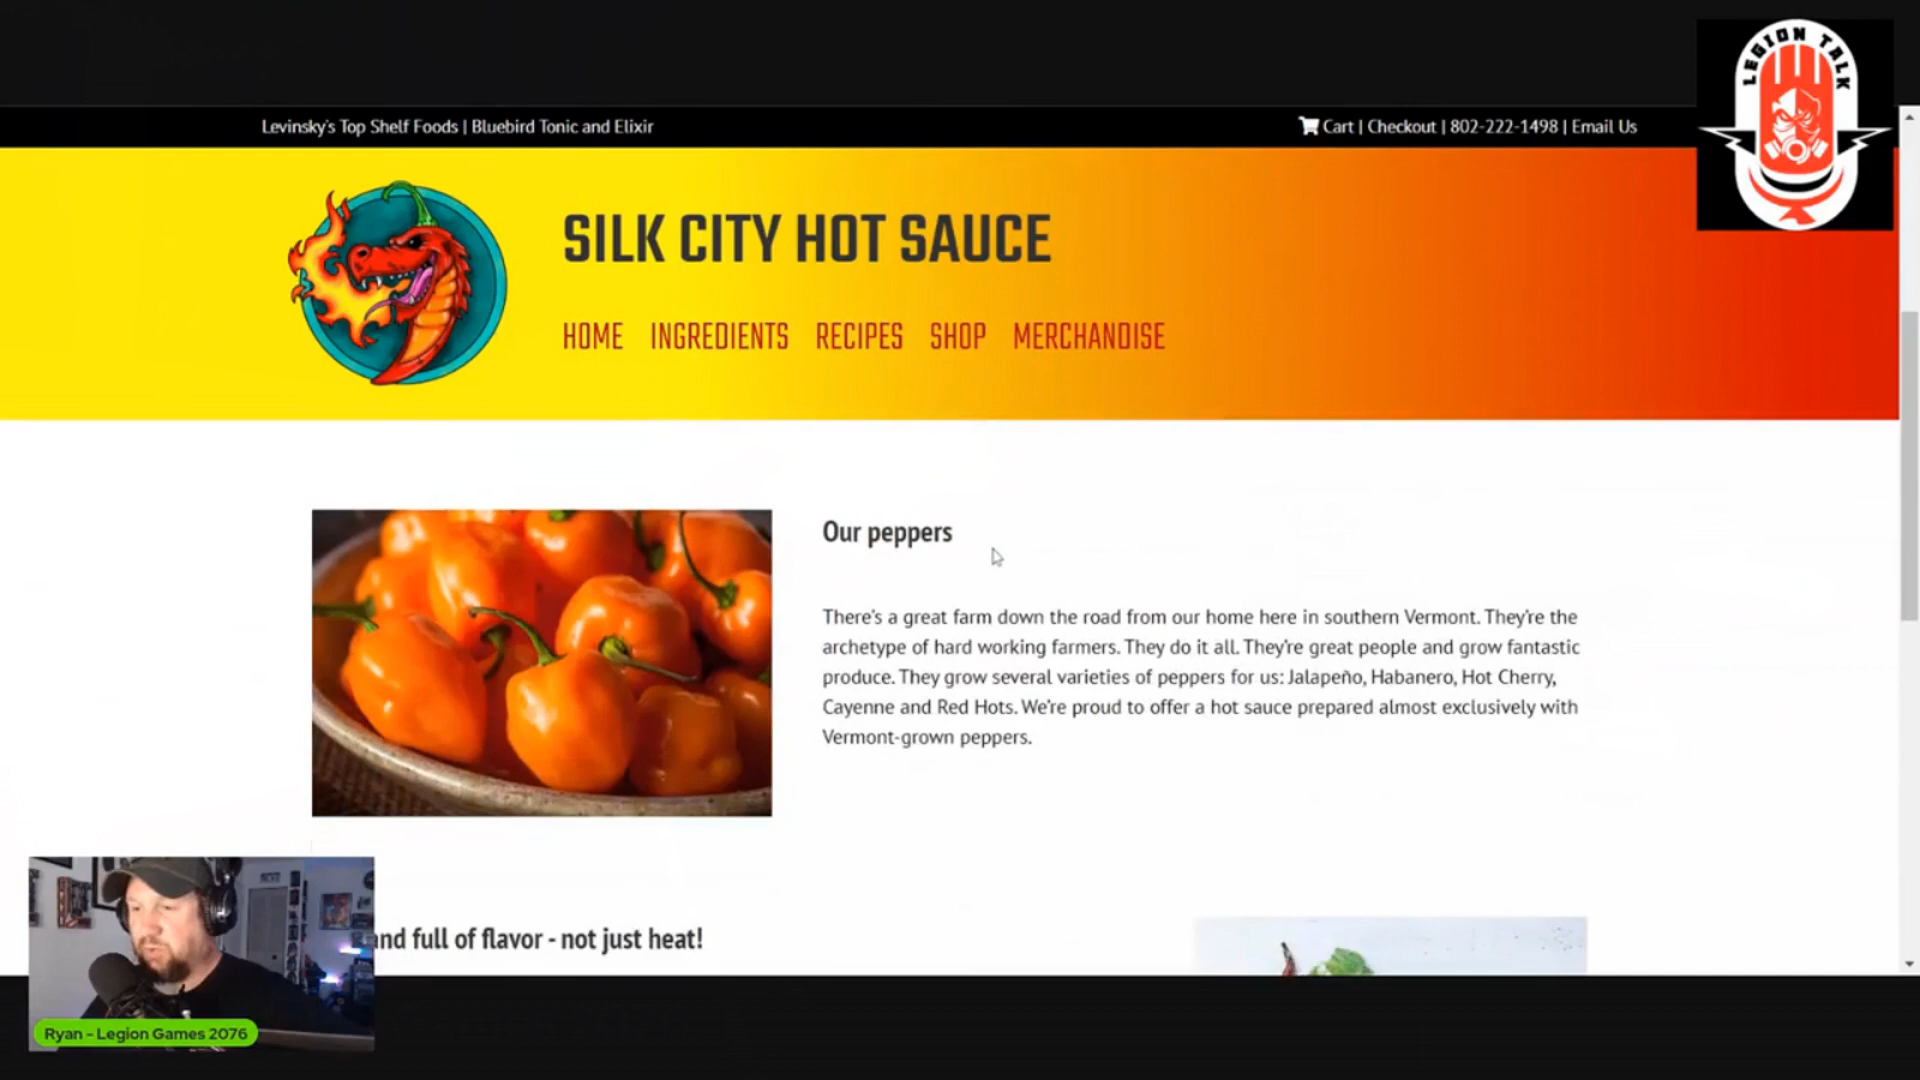 LEGION TALK
Levinsky's Top Shelf Foods | Bluebird Tonic and Elixir
Cart | Checkout | 802-222-1498 | Email Us
SILK CITY HOT SAUCE
HOME INGREDIENTS RECIPES SHOP MERCHANDISE
Our peppers
There's a great farm down the road from our home here in southern Vermont. They're the
archetype of hard working farmers. They do it all. They're great people and grow fantastic
produce. They grow several varieties of peppers for us: Jalapeño, Habanero, Hot Cherry,
Cayenne and Red Hots. We're proud to offer a hot sauce prepared almost exclusively with
Vermont-grown peppers.
and full of flavor - not just heat!
Ryan - Legion Games 2076